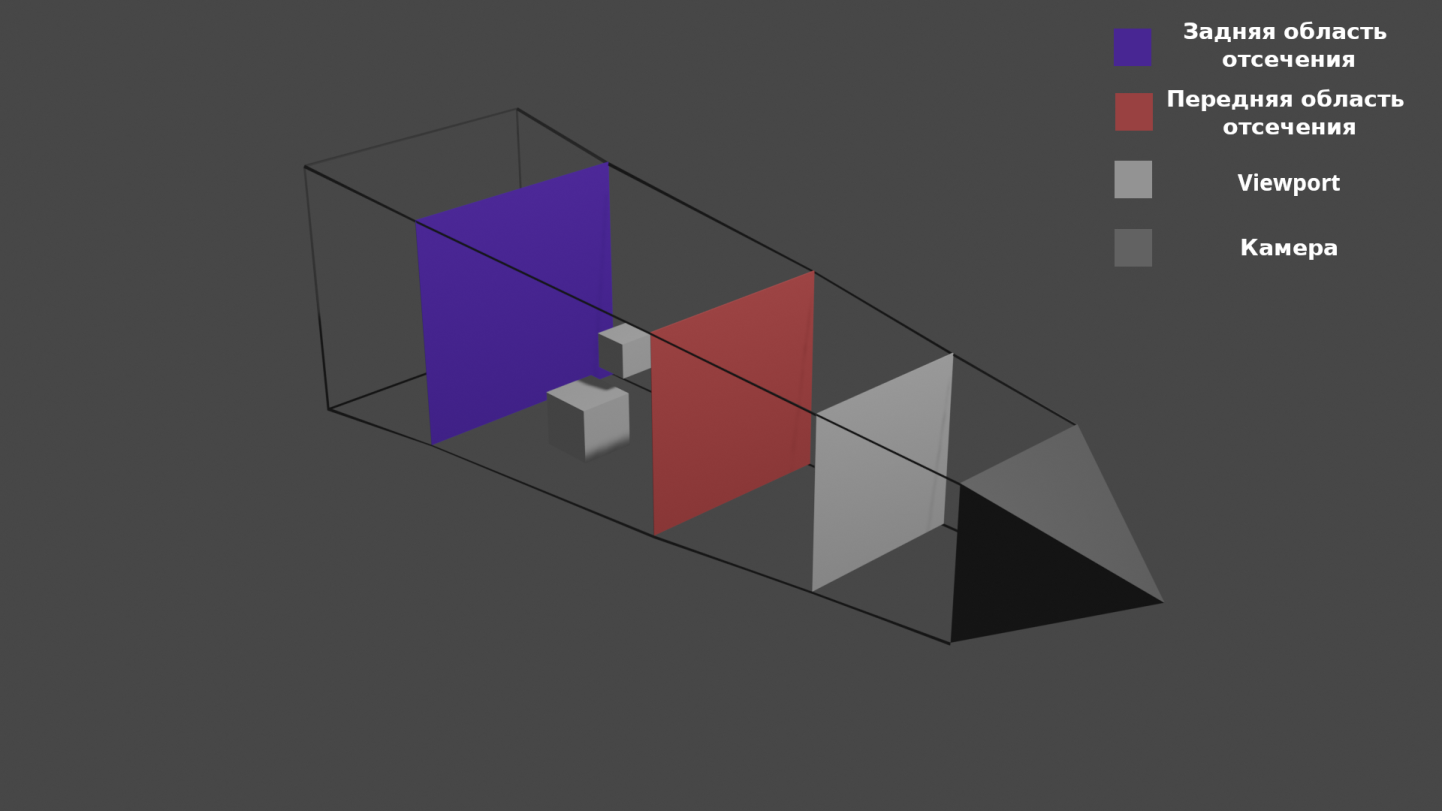 Задняя область
отсечения
Передняя область
отсечения
Viewport
Камера